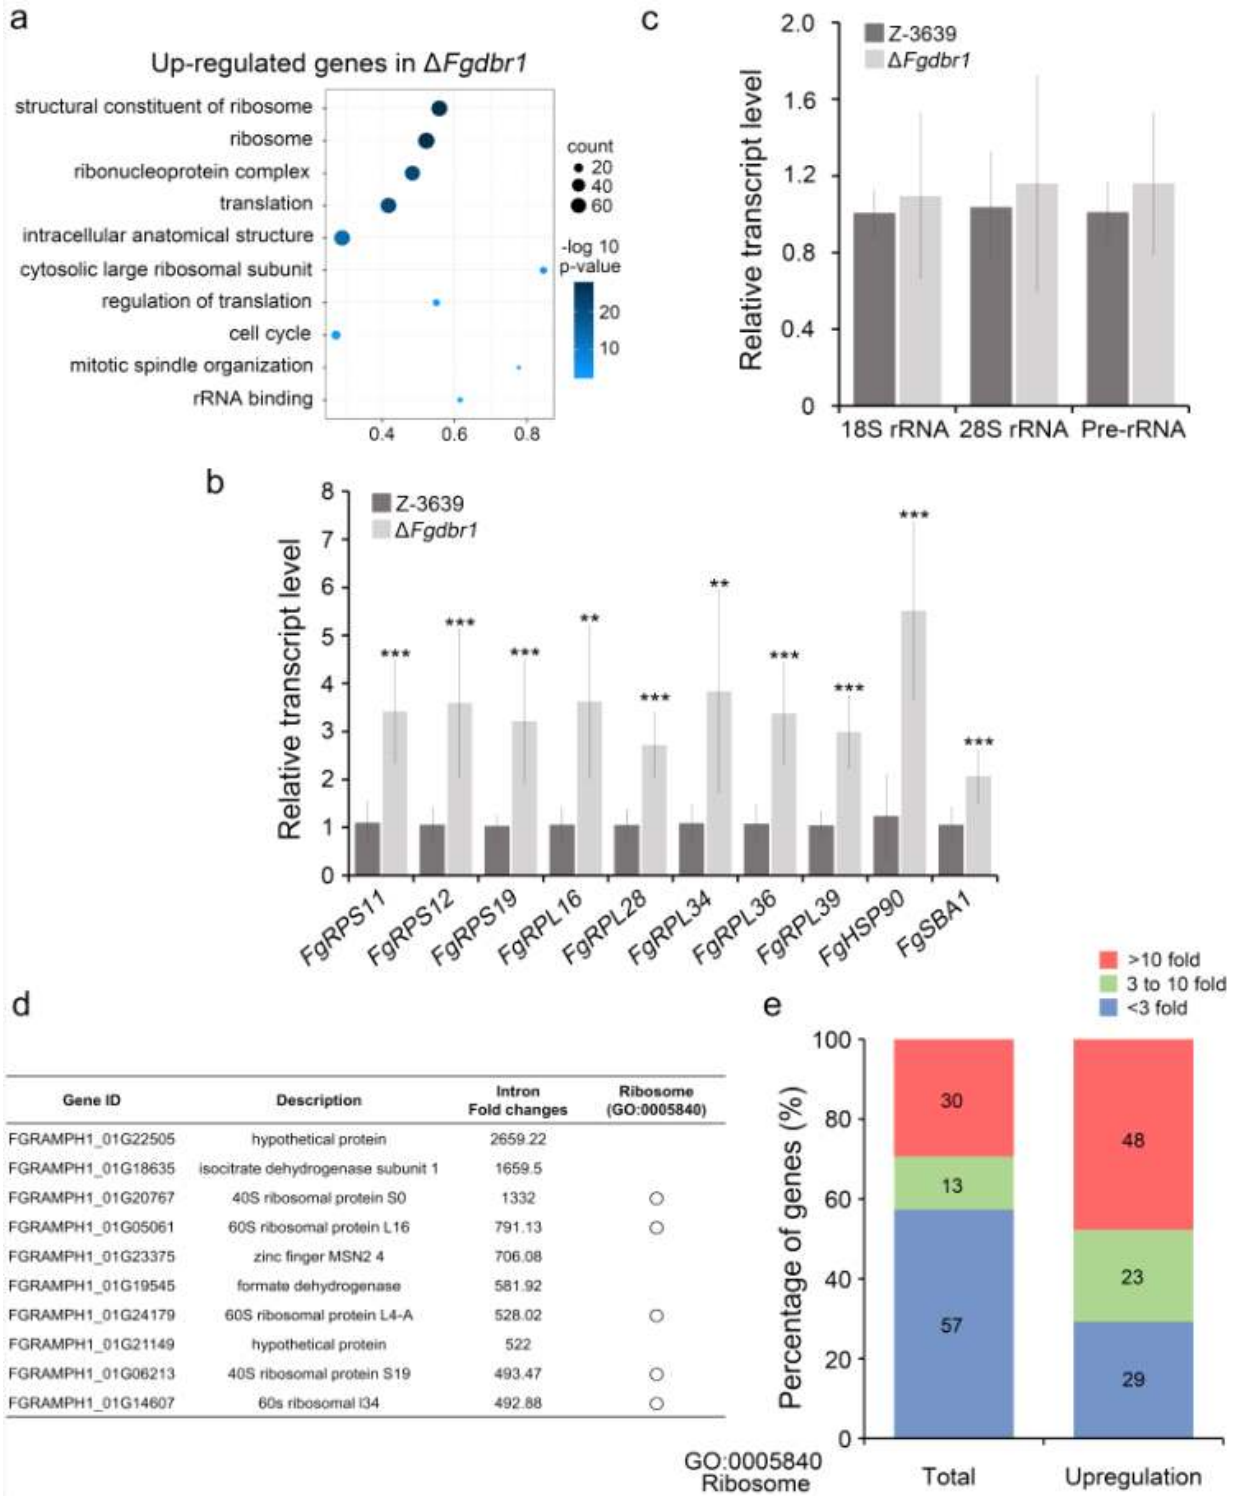 a
Up-regulated genes in ΔFgdbr1
structural constituent of ribosome
ribosome
ribonucleoprotein complex
translation
intracellular anatomical structure
cytosolic large ribosomal subunit
regulation of translation
cell cycle
mitotic spindle organization
rRNA binding
0.4 0.6 0.8
count
20
40
60
-log 10
p-value
20
10
c
Relative transcript level
2.0
1.6
1.2
0.8
0.4
0
Z-3639
ΔFgdbr1
18S rRNA 28S rRNA Pre-rRNA
b
Relative transcript level
8
7
6
5
4
3
2
1
0
Z-3639
ΔFgdbr1
*** *** *** ** *** ** *** *** *** ***
FgRPS11 FgRPS12 FgRPS19 FgRPL16 FgRPL28 FgRPL34 FgRPL36 FgRPL39 FgHSP90 FgSBA1
d
Gene ID Description Intron Fold changes Ribosome (GO:0005840)
FGRAMPH1_01G22505 hypothetical protein 2659.22
FGRAMPH1_01G18635 isocitrate dehydrogenase subunit 1 1659.5
FGRAMPH1_01G20767 40S ribosomal protein S0 1332 ○
FGRAMPH1_01G05061 60S ribosomal protein L16 791.13 ○
FGRAMPH1_01G23375 zinc finger MSN2 4 706.08
FGRAMPH1_01G19545 formate dehydrogenase 581.92
FGRAMPH1_01G24179 60S ribosomal protein L4-A 528.02 ○
FGRAMPH1_01G21149 hypothetical protein 522
FGRAMPH1_01G06213 40S ribosomal protein S19 493.47 ○
FGRAMPH1_01G14607 60s ribosomal l34 492.88 ○
e
>10 fold
3 to 10 fold
<3 fold
Percentage of genes (%)
100
80
60
40
20
0
30
13
57
48
23
29
GO:0005840
Ribosome
Total Upregulation